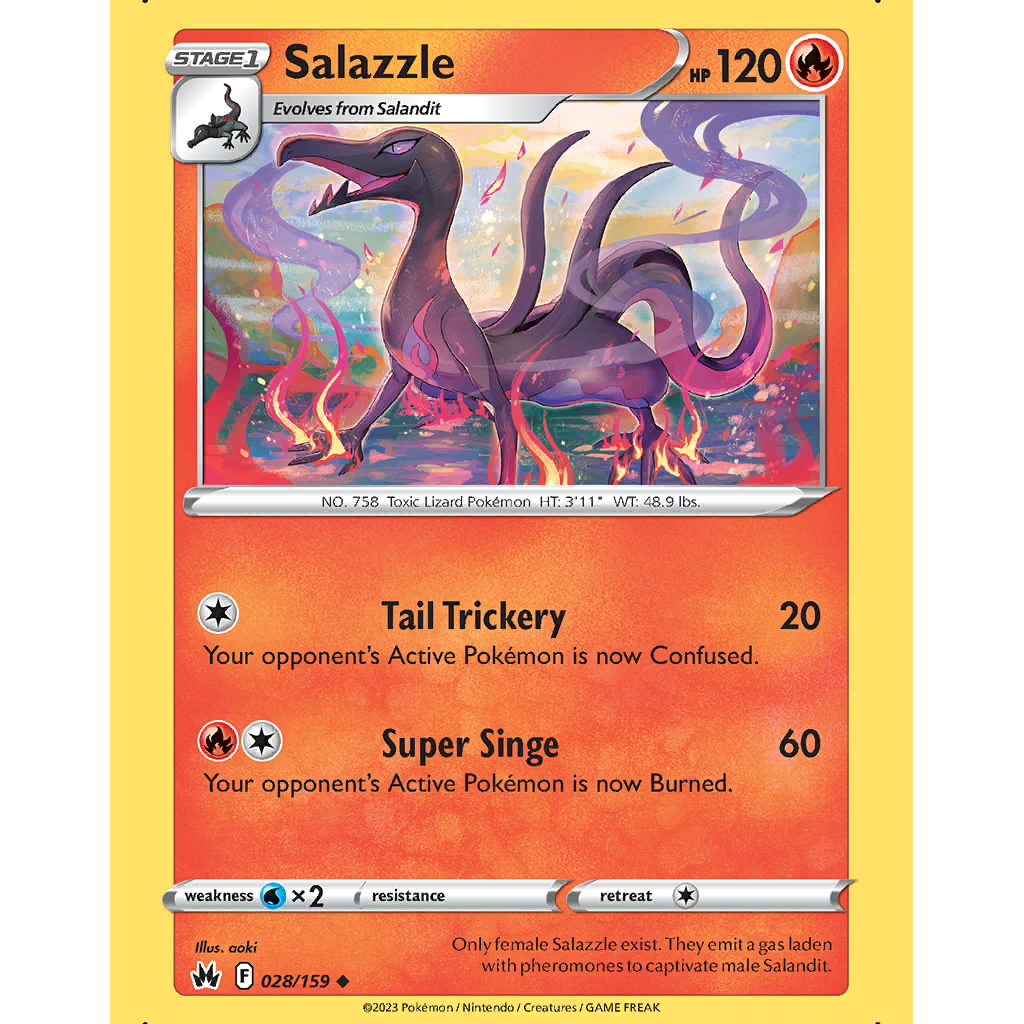 STAGE1 Salazzle HP 120
Evolves from Salandit
NO. 758 Toxic Lizard Pokémon HT: 3'11" WT: 48.9 lbs.
Tail Trickery 20
Your opponent's Active Pokémon is now Confused.
Super Singe 60
Your opponent's Active Pokémon is now Burned.
weakness ×2 resistance retreat
Illus. aoki
Only female Salazzle exist. They emit a gas laden
with pheromones to captivate male Salandit.
F 028/159
©2023 Pokémon / Nintendo / Creatures / GAME FREAK